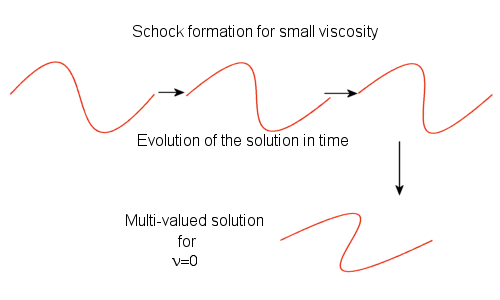 Schock formation for small viscosity
Evolution of the solution in time
Multi-valued solution
for
ν=0